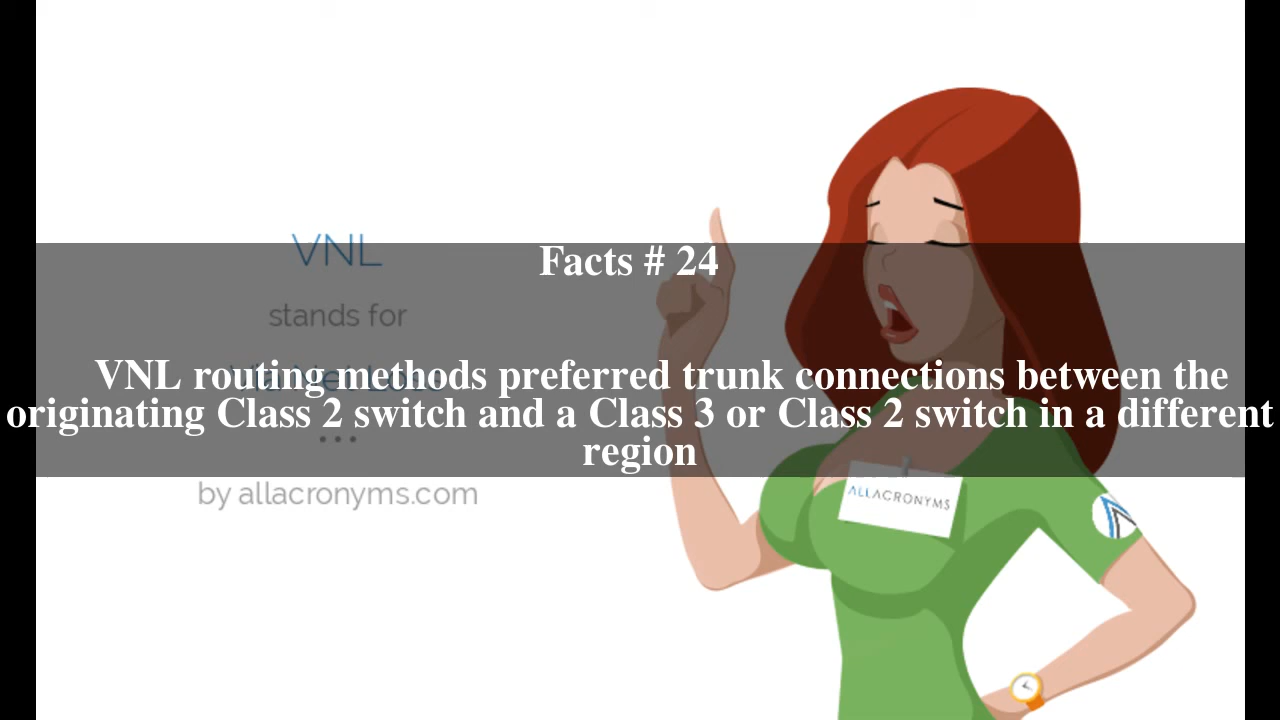 Facts # 24
VNL
stands for
VNL routing methods preferred trunk connections between the
originating Class 2 switch and a Class 3 or Class 2 switch in a different
region
...
by allacronyms.com
ALLACRONYMS